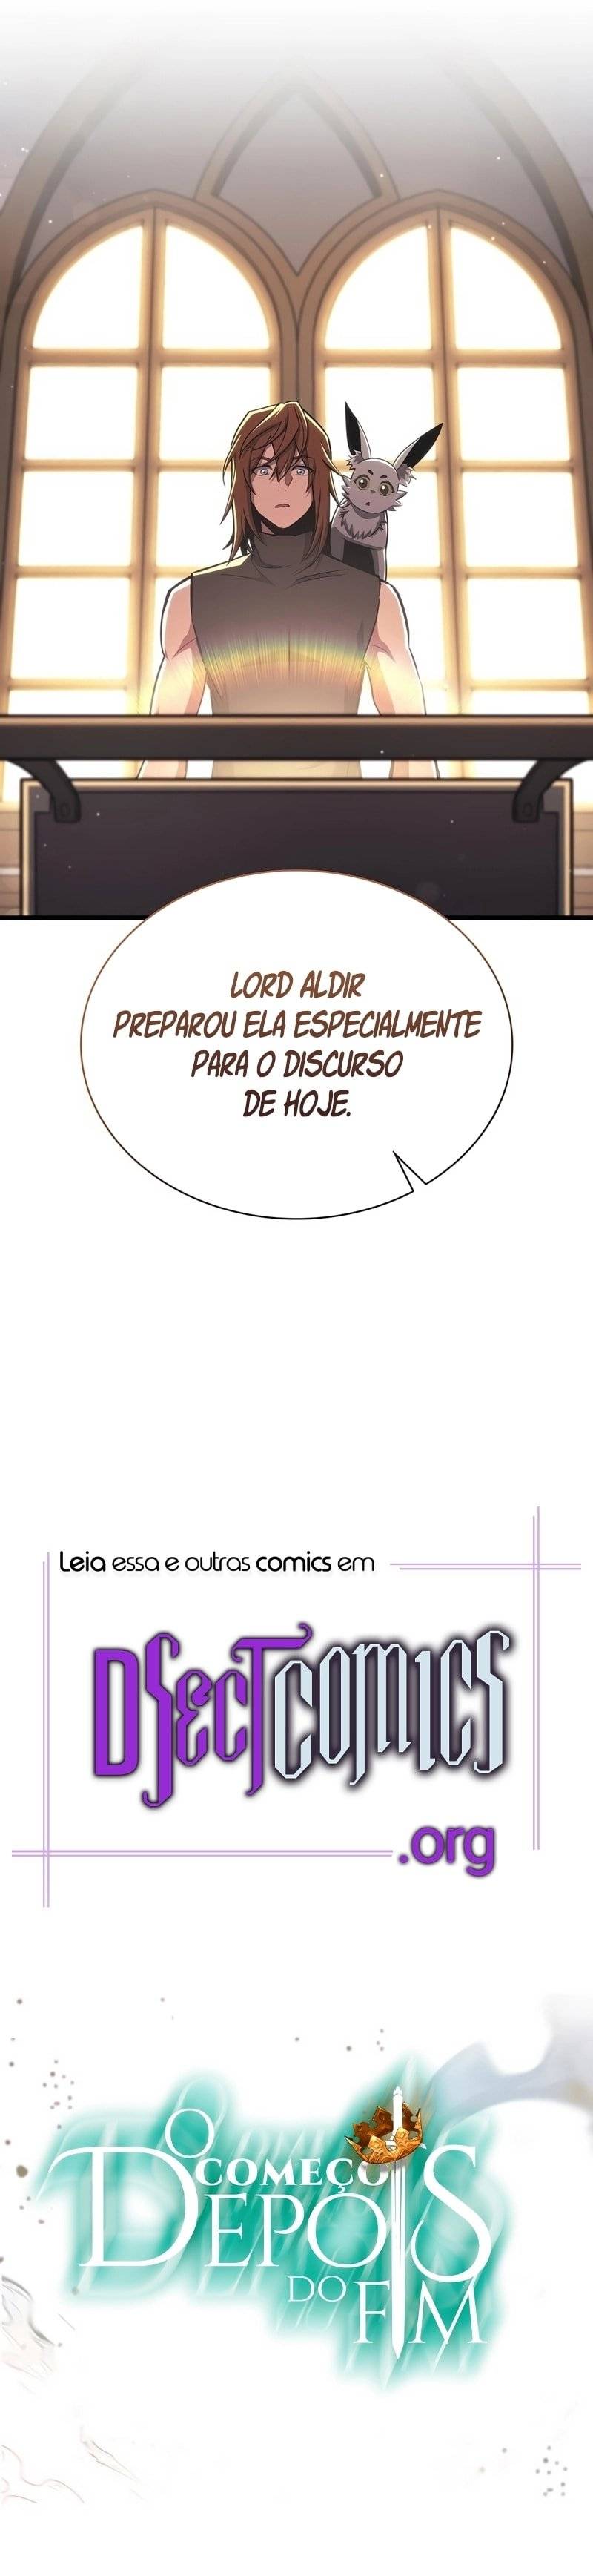 LORD ALDIR
PREPAROU ELA ESPECIALMENTE
PARA O DISCURSO
DE HOJE.
Leia essa e outras comics em
DSECTCOMICS
.org
O
COMEÇO
DEPOIS
DO FIM